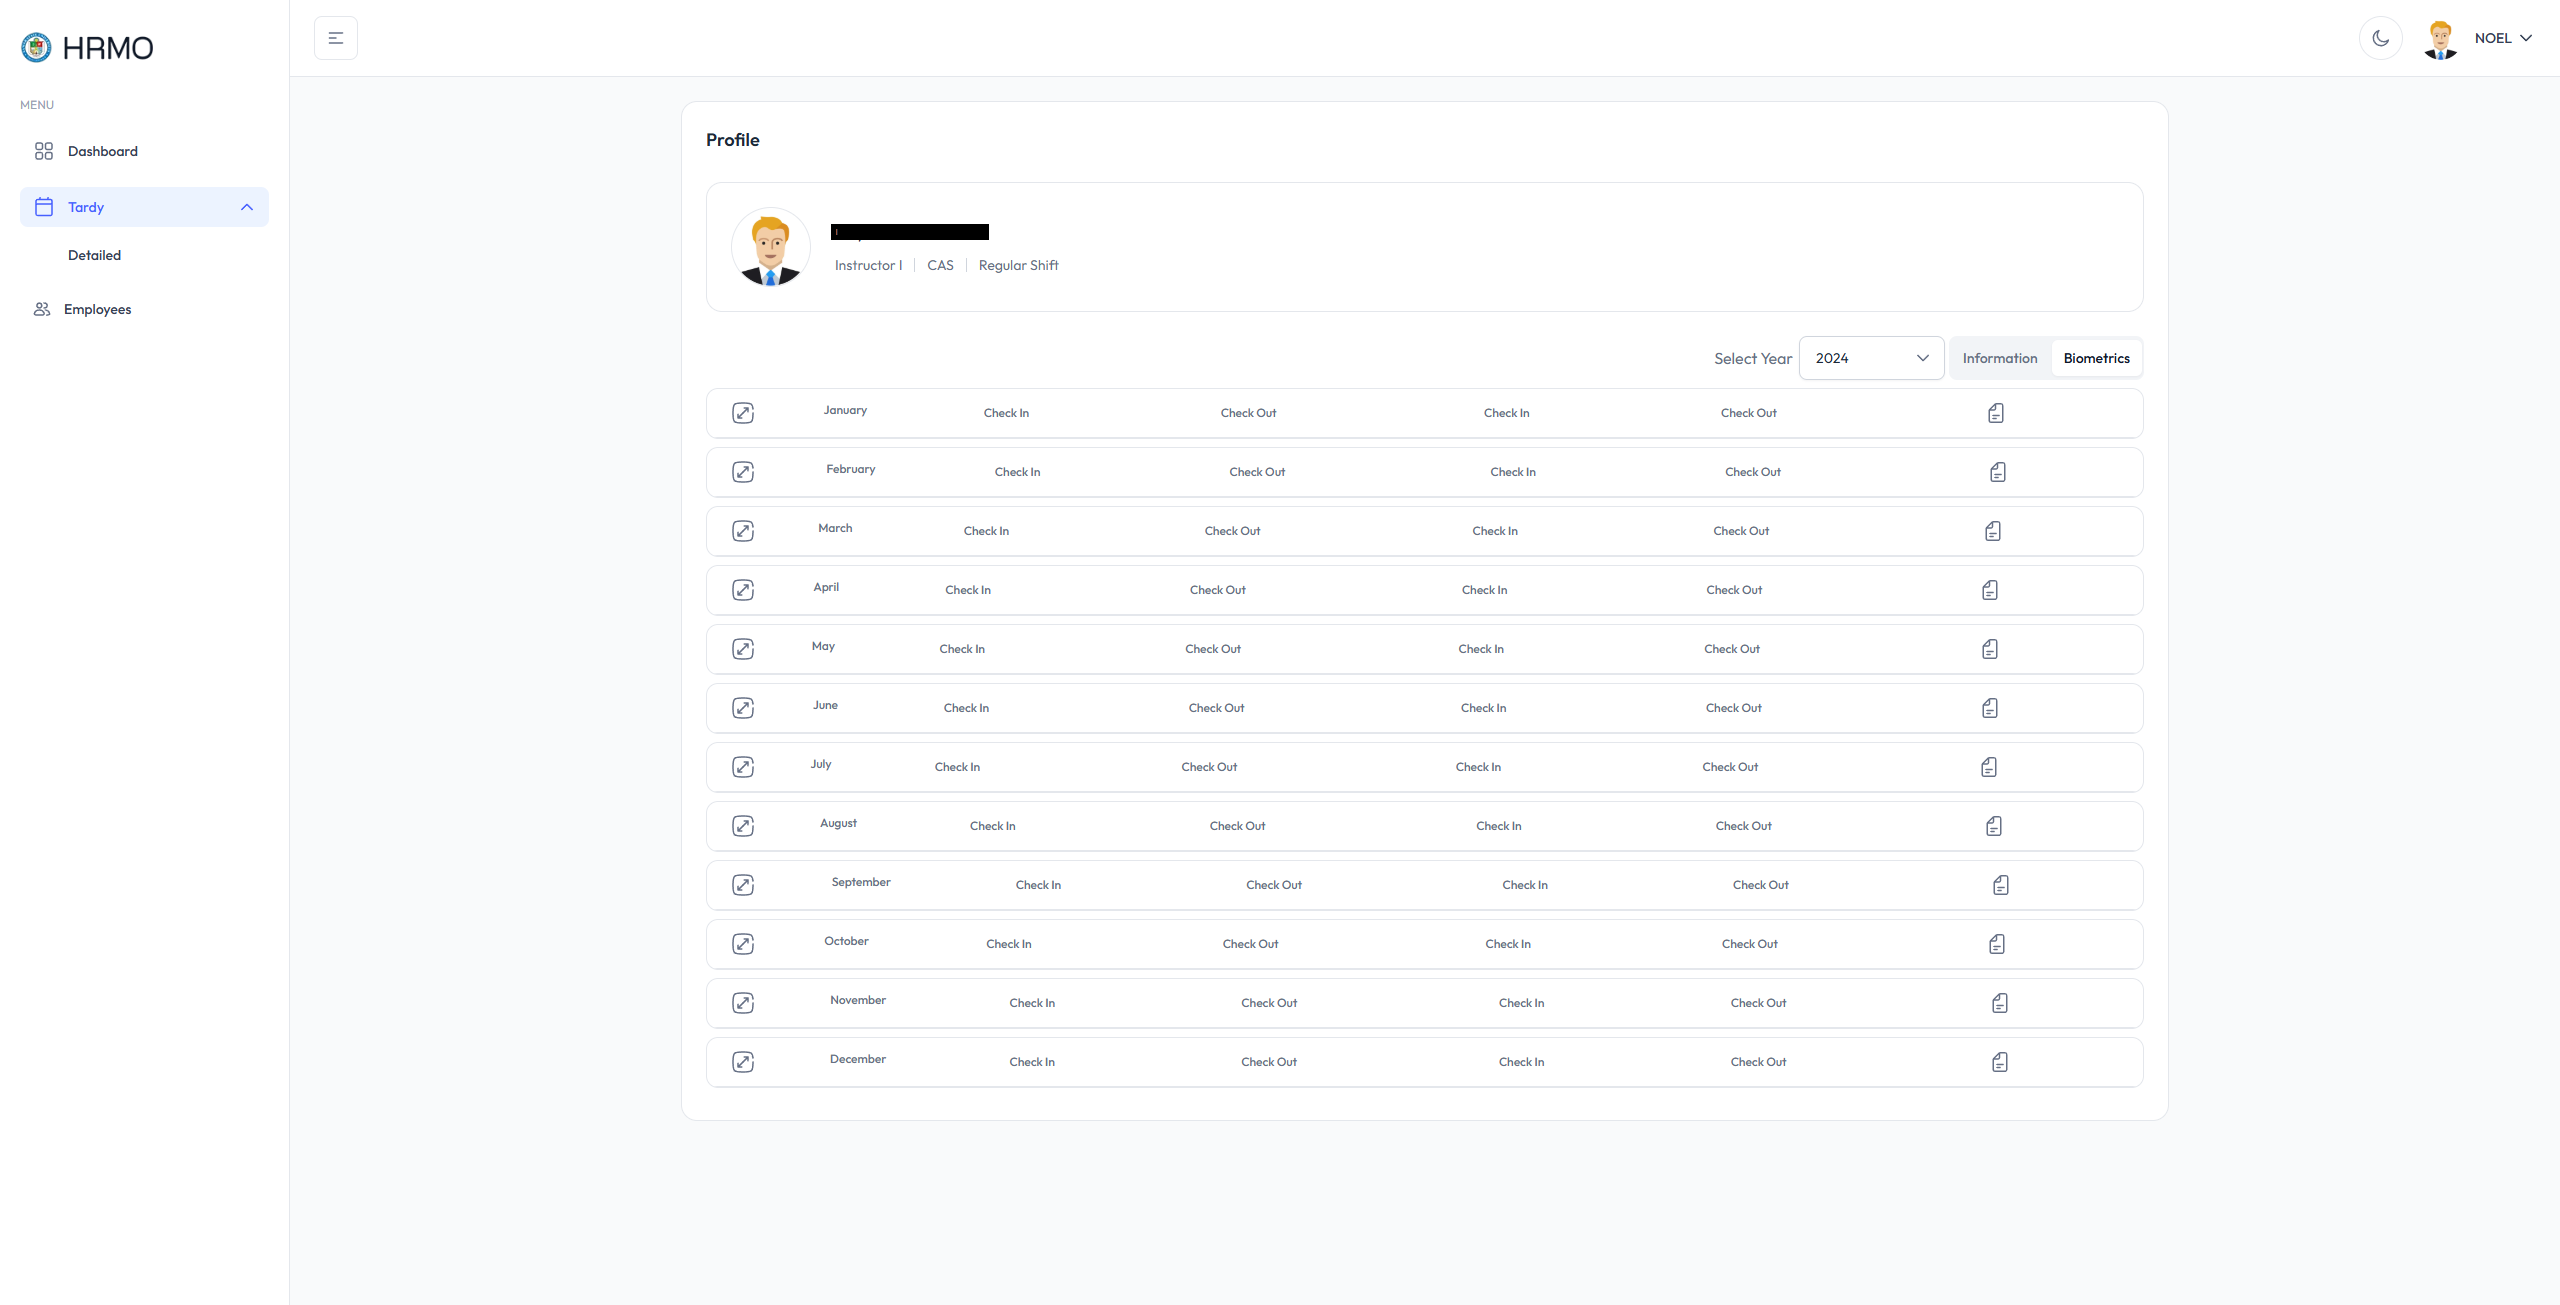 HRMO
NOEL
MENU
Dashboard
Tardy
Detailed
Employees
Profile
Instructor I CAS Regular Shift
Select Year 2024 Information Biometrics
January Check In Check Out Check In Check Out
February Check In Check Out Check In Check Out
March Check In Check Out Check In Check Out
April Check In Check Out Check In Check Out
May Check In Check Out Check In Check Out
June Check In Check Out Check In Check Out
July Check In Check Out Check In Check Out
August Check In Check Out Check In Check Out
September Check In Check Out Check In Check Out
October Check In Check Out Check In Check Out
November Check In Check Out Check In Check Out
December Check In Check Out Check In Check Out